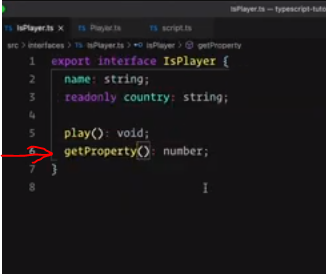 IsPlayer.ts — typescript-tuto
TS IsPlayer.ts × TS Player.ts TS script.ts
src > interfaces > TS IsPlayer.ts > IsPlayer > getProperty
1 export interface IsPlayer {
2 name: string;
3 readonly country: string;
4
5 play(): void;
6 getProperty(): number;
7 }
8